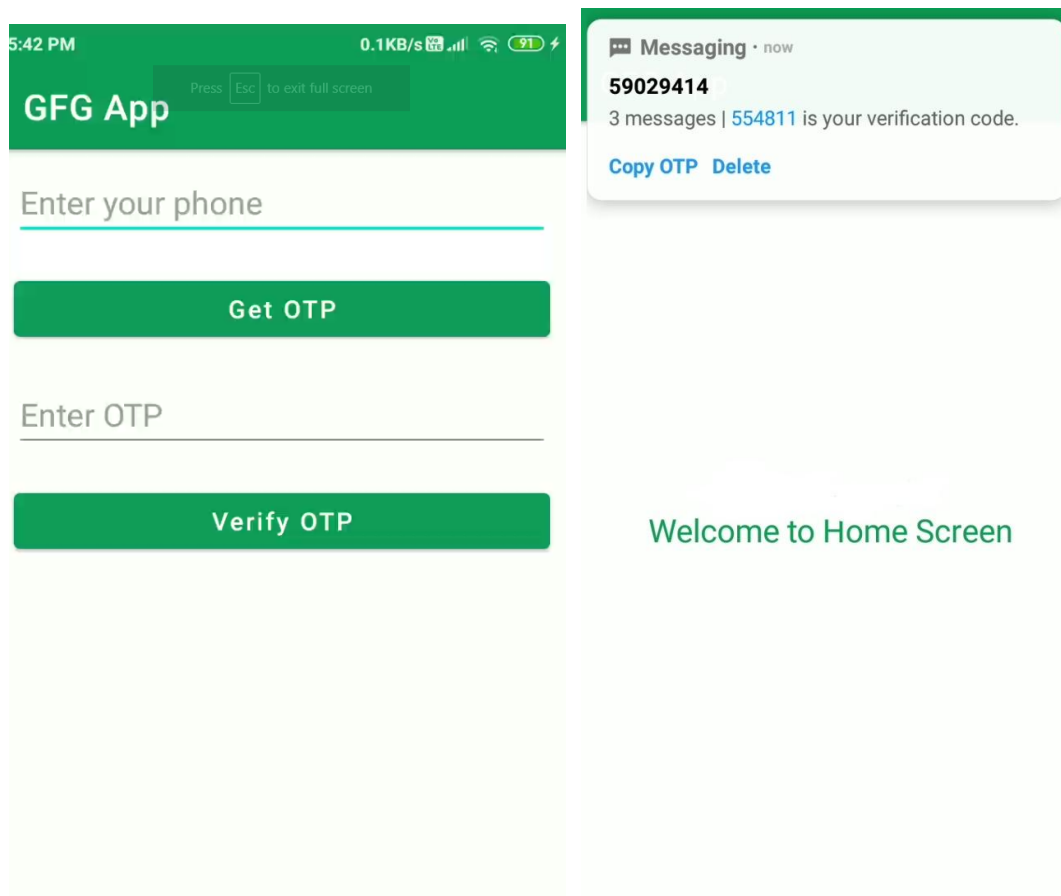 5:42 PM
0.1KB/s
91
Press Esc to exit full screen
GFG App
Enter your phone
Get OTP
Enter OTP
Verify OTP
Messaging · now
59029414
3 messages | 554811 is your verification code.
Copy OTP Delete
Welcome to Home Screen